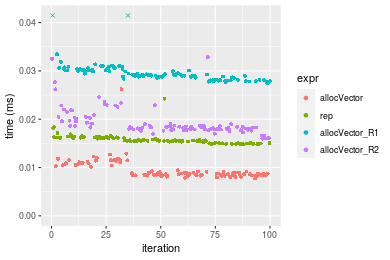 0.04
0.03
0.02
0.01
0.00
time (ms)
0
25
50
75
100
iteration
expr
allocVector
rep
allocVector_R1
allocVector_R2